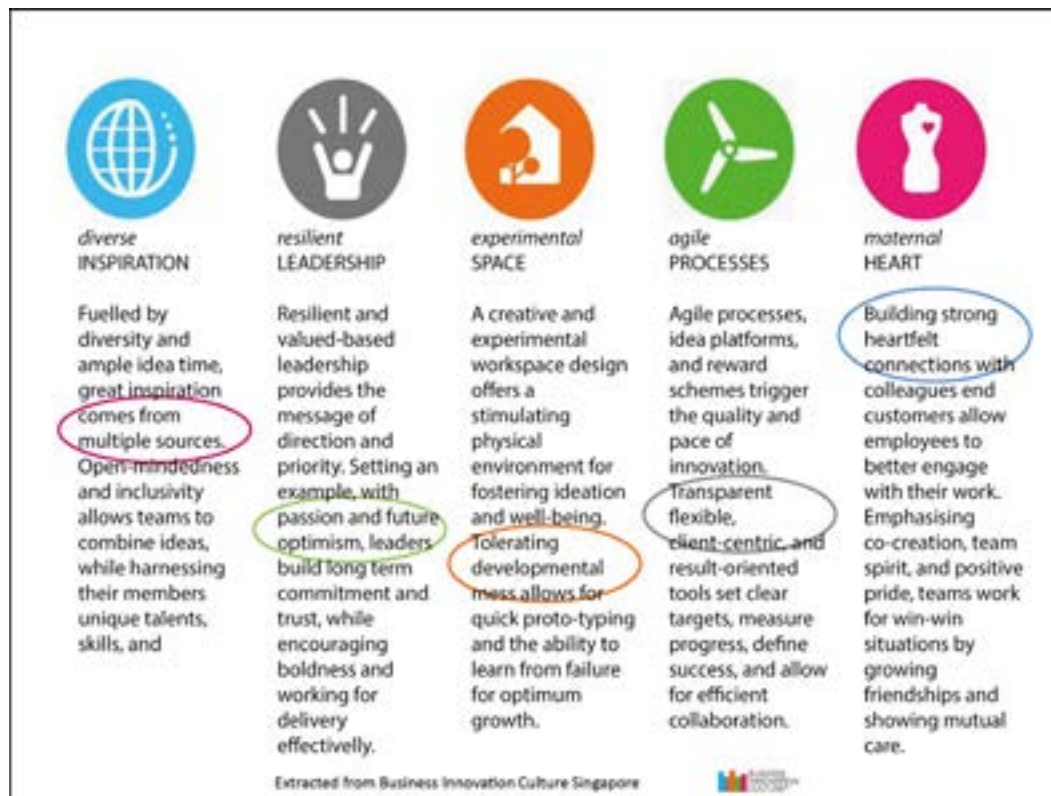 diverse
INSPIRATION
Fuelled by
diversity and
ample idea time,
great inspiration
comes from
multiple sources.
Open-mindedness
and inclusivity
allows teams to
combine ideas,
while harnessing
their members
unique talents,
skills, and
resilient
LEADERSHIP
Resilient and
valued-based
leadership
provides the
message of
direction and
priority. Setting an
example, with
passion and future
optimism, leaders
build long term
commitment and
trust, while
encouraging
boldness and
working for
delivery
effectivelly.
experimental
SPACE
A creative and
experimental
workspace design
offers a
stimulating
physical
environment for
fostering ideation
and well-being.
Tolerating
developmental
mess allows for
quick proto-typing
and the ability to
learn from failure
for optimum
growth.
agile
PROCESSES
Agile processes,
idea platforms,
and reward
schemes trigger
the quality and
pace of
innovation.
Transparent
flexible,
client-centric, and
result-oriented
tools set clear
targets, measure
progress, define
success, and allow
for efficient
collaboration.
maternal
HEART
Building strong
heartfelt
connections with
colleagues end
customers allow
employees to
better engage
with their work.
Emphasising
co-creation, team
spirit, and positive
pride, teams work
for win-win
situations by
growing
friendships and
showing mutual
care.
Extracted from Business Innovation Culture Singapore